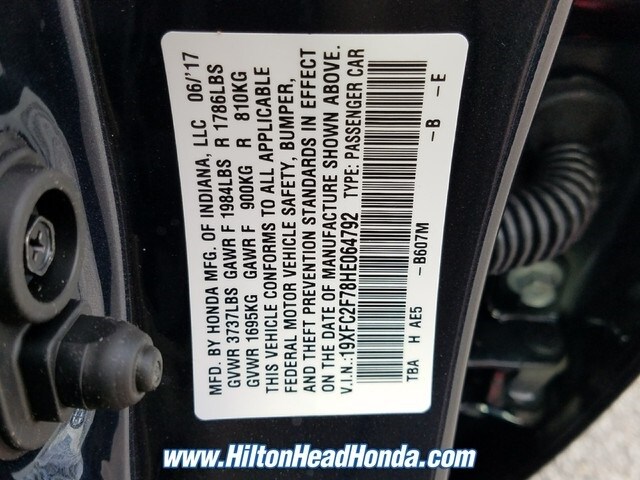 MFD. BY HONDA MFG. OF INDIANA, LLC 06/'17
GVWR 3737LBS GAWR F 1984LBS R 1786LBS
GVWR 1695KG GAWR F 900KG R 810KG
THIS VEHICLE CONFORMS TO ALL APPLICABLE
FEDERAL MOTOR VEHICLE SAFETY, BUMPER,
AND THEFT PREVENTION STANDARDS IN EFFECT
ON THE DATE OF MANUFACTURE SHOWN ABOVE.
V.I.N.:19XFC2F78HE064792 TYPE: PASSENGER CAR
TBA H AE5 -B607M -B -E
www.HiltonHeadHonda.com